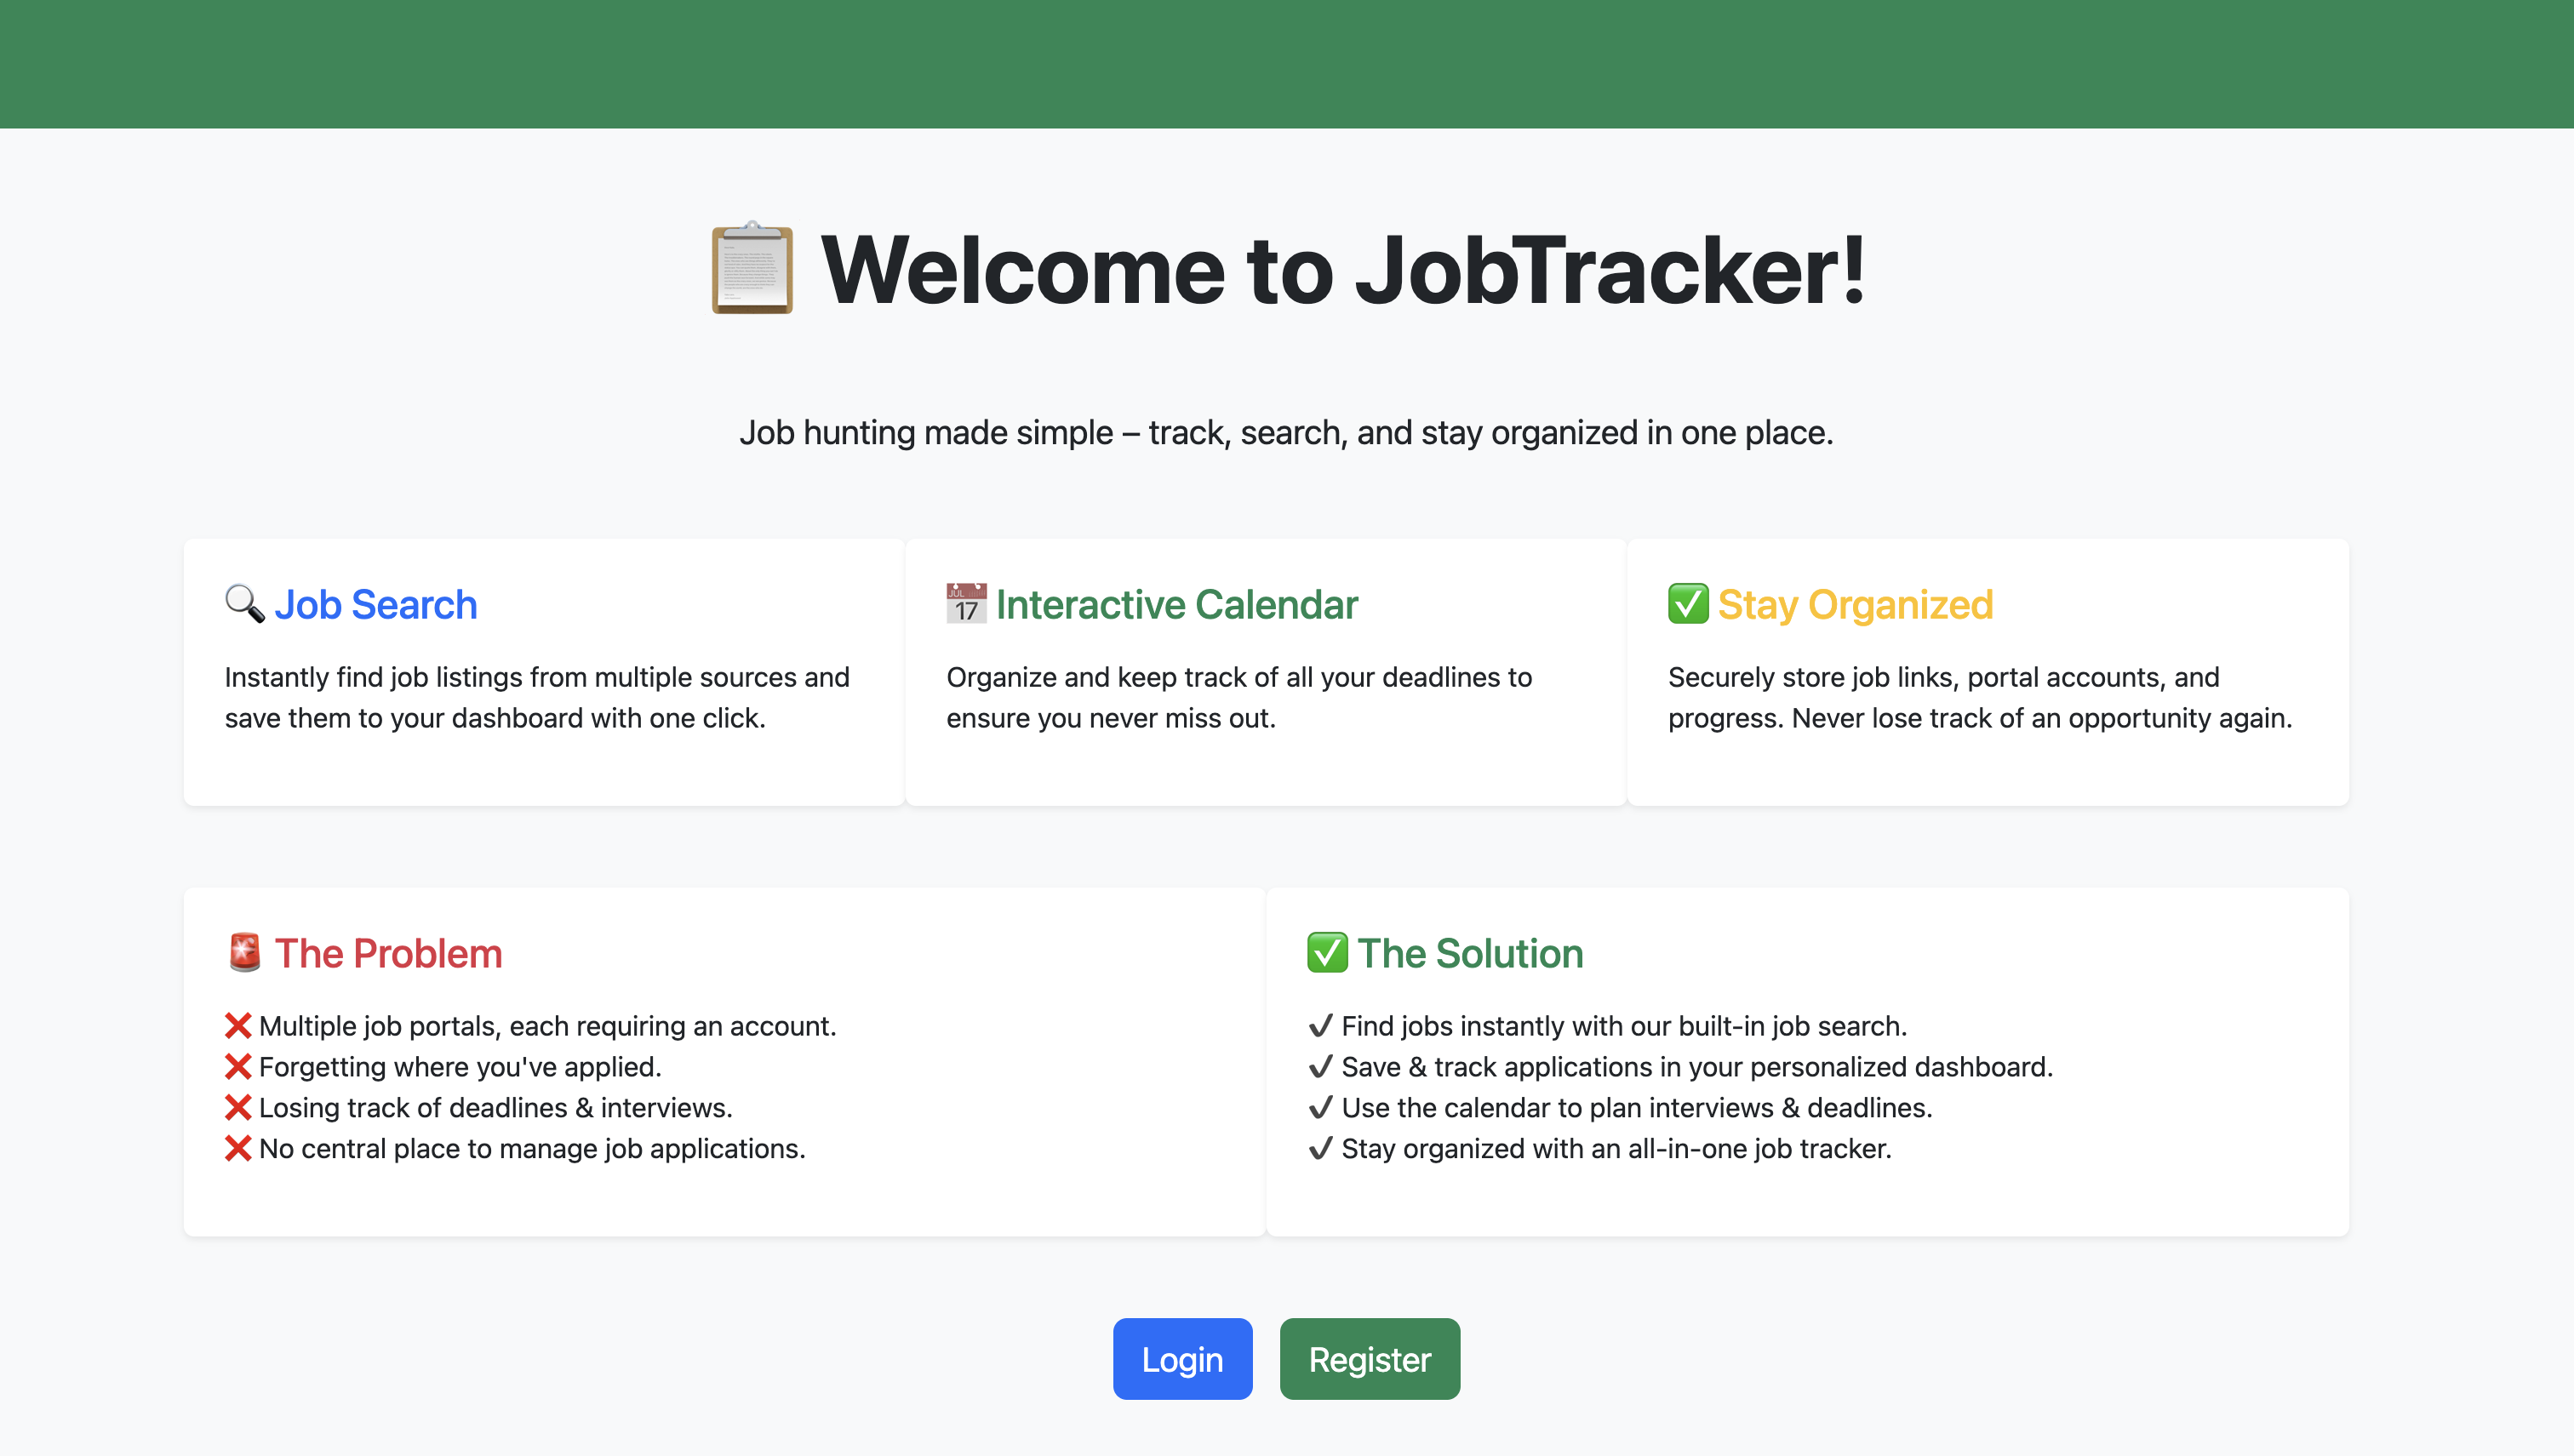 📋 Welcome to JobTracker!
Job hunting made simple – track, search, and stay organized in one place.
🔍 Job Search
Instantly find job listings from multiple sources and
save them to your dashboard with one click.
📅 Interactive Calendar
Organize and keep track of all your deadlines to
ensure you never miss out.
✅ Stay Organized
Securely store job links, portal accounts, and
progress. Never lose track of an opportunity again.
🚨 The Problem
❌ Multiple job portals, each requiring an account.
❌ Forgetting where you've applied.
❌ Losing track of deadlines & interviews.
❌ No central place to manage job applications.
✅ The Solution
✔ Find jobs instantly with our built-in job search.
✔ Save & track applications in your personalized dashboard.
✔ Use the calendar to plan interviews & deadlines.
✔ Stay organized with an all-in-one job tracker.
Login
Register